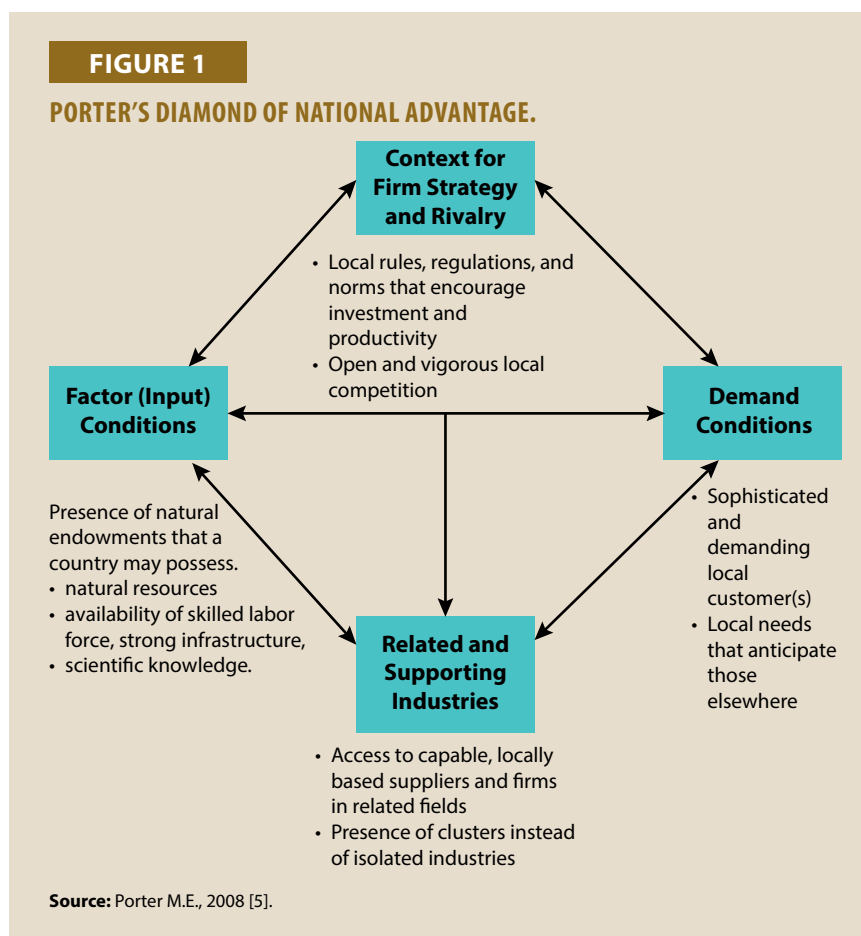 FIGURE 1
PORTER'S DIAMOND OF NATIONAL ADVANTAGE.
Context for
Firm Strategy
and Rivalry
• Local rules, regulations, and
norms that encourage
investment and
productivity
• Open and vigorous local
competition
Factor (Input)
Conditions
Demand
Conditions
Presence of natural
endowments that a
country may possess.
• natural resources
• availability of skilled labor
force, strong infrastructure,
• scientific knowledge.
• Sophisticated
and
demanding
local
customer(s)
• Local needs
that anticipate
those
elsewhere
Related and
Supporting
Industries
• Access to capable, locally
based suppliers and firms
in related fields
• Presence of clusters instead
of isolated industries
Source: Porter M.E., 2008 [5].